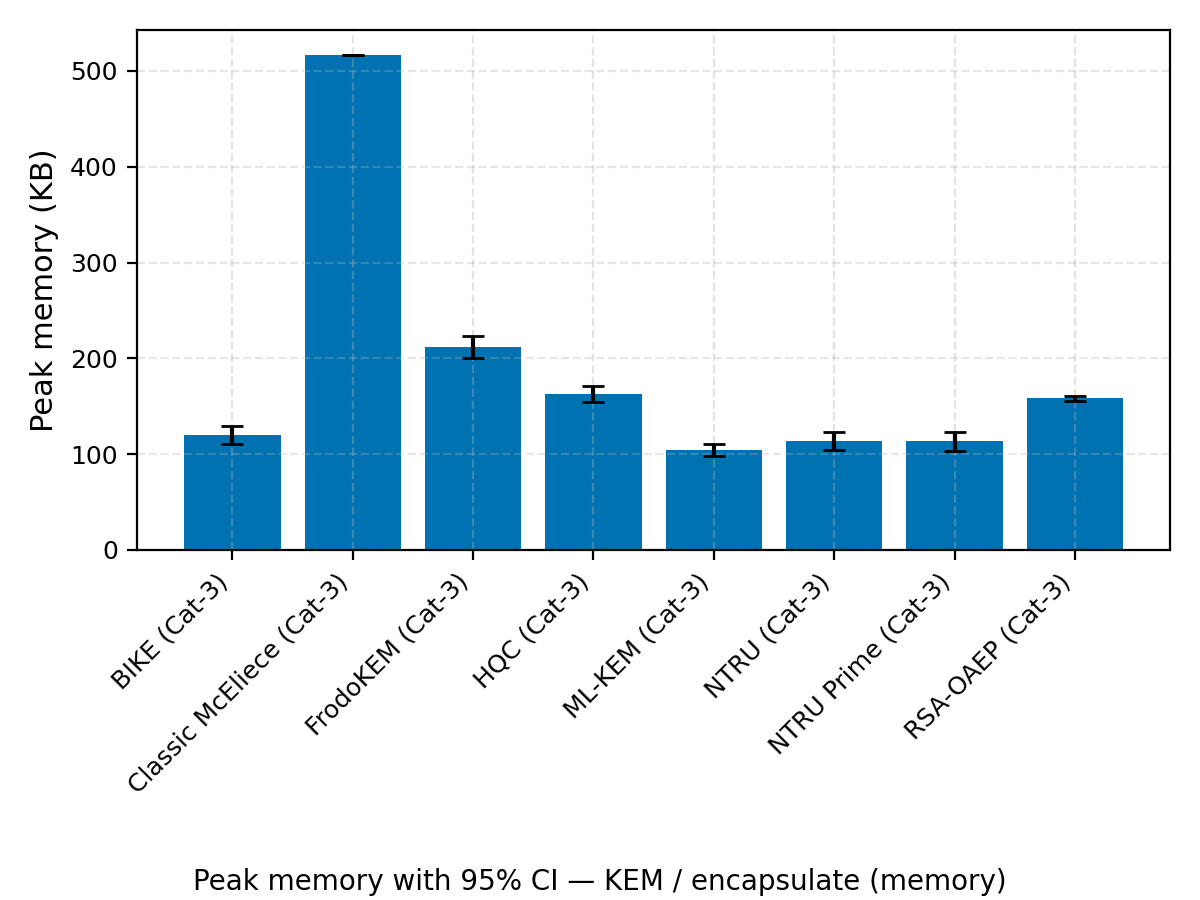 Peak memory (KB)
500
400
300
200
100
0
BIKE (Cat-3)
Classic McEliece (Cat-3)
FrodoKEM (Cat-3)
HQC (Cat-3)
ML-KEM (Cat-3)
NTRU (Cat-3)
NTRU Prime (Cat-3)
RSA-OAEP (Cat-3)
Peak memory with 95% CI — KEM / encapsulate (memory)